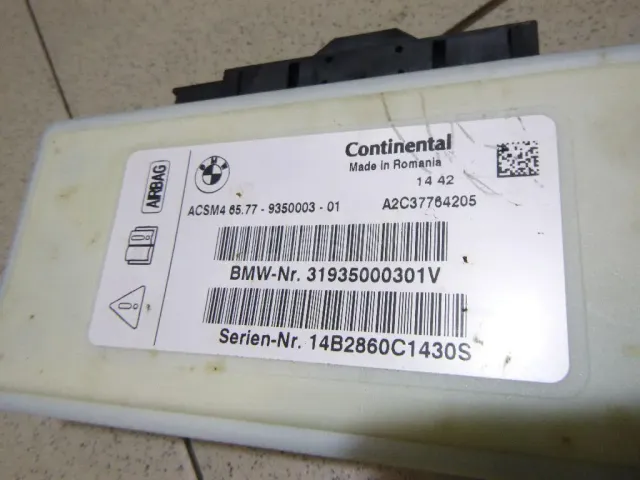 AIRBAG
BMW
Continental
Made in Romania
14 42
ACSM4 65.77 - 9350003 - 01 A2C37764205
BMW-Nr. 31935000301V
Serien-Nr. 14B2860C1430S